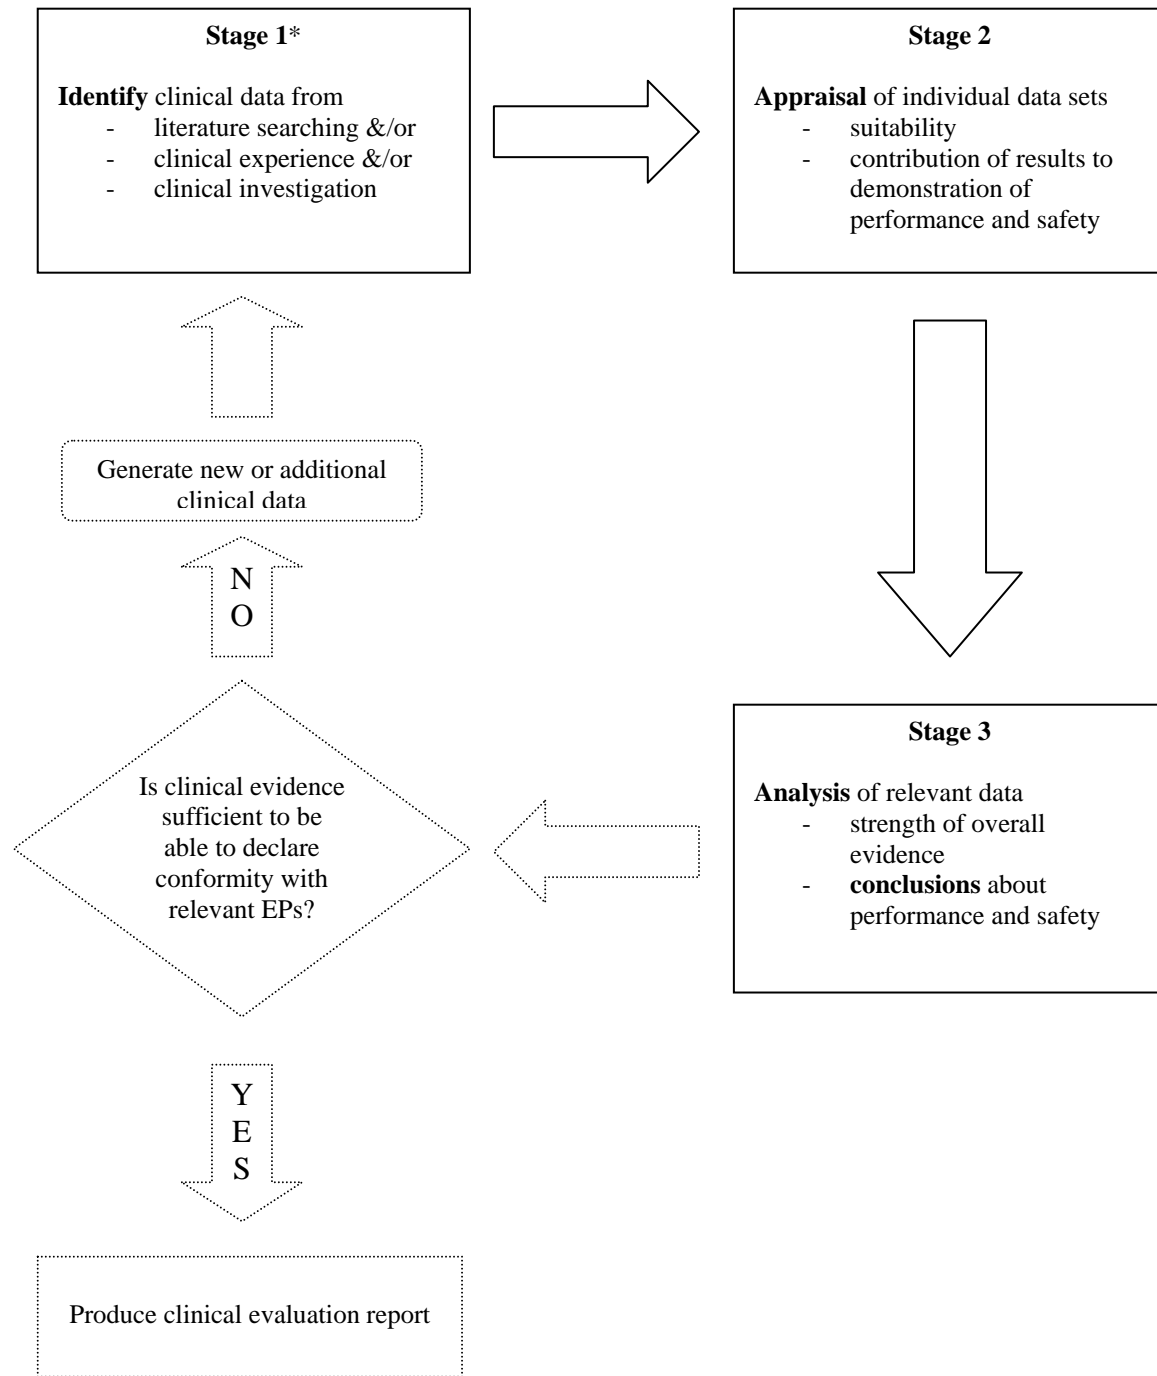 Stage 1*
Identify clinical data from
- literature searching &/or
- clinical experience &/or
- clinical investigation
Stage 2
Appraisal of individual data sets
- suitability
- contribution of results to
demonstration of
performance and safety
Stage 3
Analysis of relevant data
- strength of overall
evidence
- conclusions about
performance and safety
Is clinical evidence
sufficient to be
able to declare
conformity with
relevant EPs?
N
O
Generate new or additional
clinical data
Y
E
S
Produce clinical evaluation report